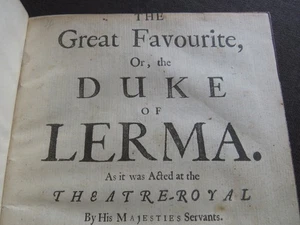 THE
Great Favourite,
Or, the
DUKE
OF
LERMA.
As it was Acted at the
THEATRE-ROYAL
By His MAJESTIES Servants.